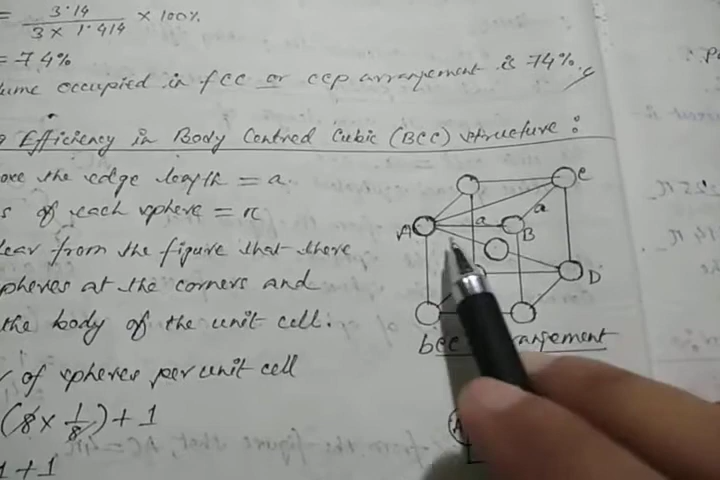 = 3.14 / 3 × 1.414 × 100%
= 74%
ume occupied in fcc or ccp arrangement is 74%.
g Efficiency in Body Centred Cubic (BCC) structure:
ose the edge length = a.
s of each sphere = r
lear from the figure that there
pheres at the corners and
the body of the unit cell.
of spheres per unit cell
(8 × 1/8) + 1
1 + 1
C
a
A
a
B
D
bcc arrangement
A